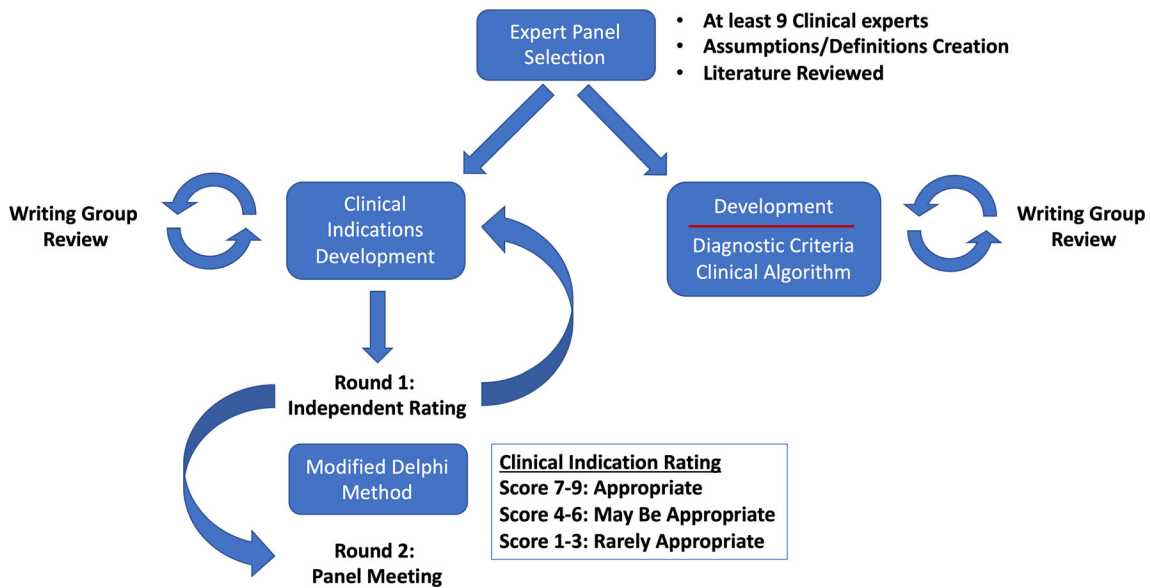 Expert Panel
Selection
• At least 9 Clinical experts
• Assumptions/Definitions Creation
• Literature Reviewed
Writing Group
Review
Clinical
Indications
Development
Development
Diagnostic Criteria
Clinical Algorithm
Writing Group
Review
Round 1:
Independent Rating
Modified Delphi
Method
Clinical Indication Rating
Score 7-9: Appropriate
Score 4-6: May Be Appropriate
Score 1-3: Rarely Appropriate
Round 2:
Panel Meeting